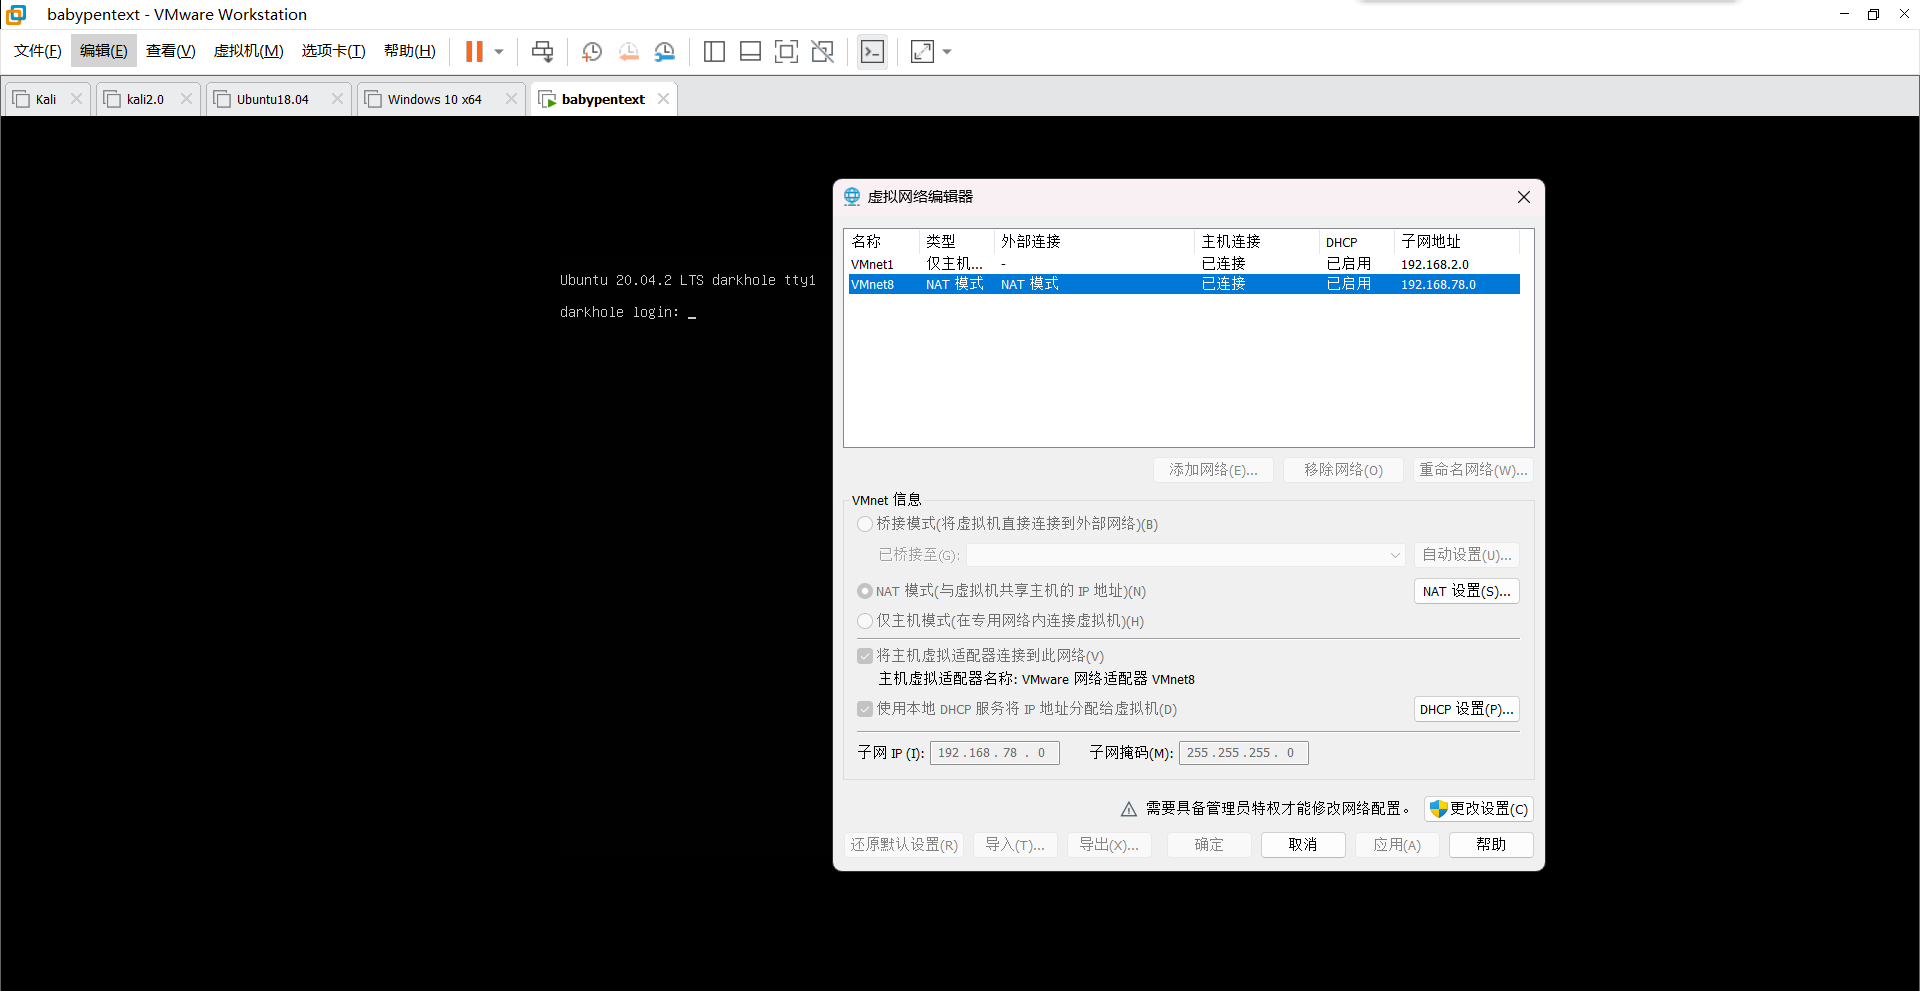 babypentext - VMware Workstation
文件(F) 编辑(E) 查看(V) 虚拟机(M) 选项卡(T) 帮助(H)
Kali kali2.0 Ubuntu18.04 Windows 10 x64 babypentext
Ubuntu 20.04.2 LTS darkhole tty1
darkhole login: _
虚拟网络编辑器
名称 类型 外部连接 主机连接 DHCP 子网地址
VMnet1 仅主机... - 已连接 已启用 192.168.2.0
VMnet8 NAT 模式 NAT 模式 已连接 已启用 192.168.78.0
添加网络(E)... 移除网络(O) 重命名网络(W)...
VMnet 信息
桥接模式(将虚拟机直接连接到外部网络)(B)
已桥接至(G): 自动设置(U)...
NAT 模式(与虚拟机共享主机的 IP 地址)(N) NAT 设置(S)...
仅主机模式(在专用网络内连接虚拟机)(H)
将主机虚拟适配器连接到此网络(V)
主机虚拟适配器名称: VMware 网络适配器 VMnet8
使用本地 DHCP 服务将 IP 地址分配给虚拟机(D) DHCP 设置(P)...
子网 IP (I): 192 . 168 . 78 . 0 子网掩码(M): 255 . 255 . 255 . 0
需要具备管理员特权才能修改网络配置。 更改设置(C)
还原默认设置(R) 导入(T)... 导出(X)... 确定 取消 应用(A) 帮助